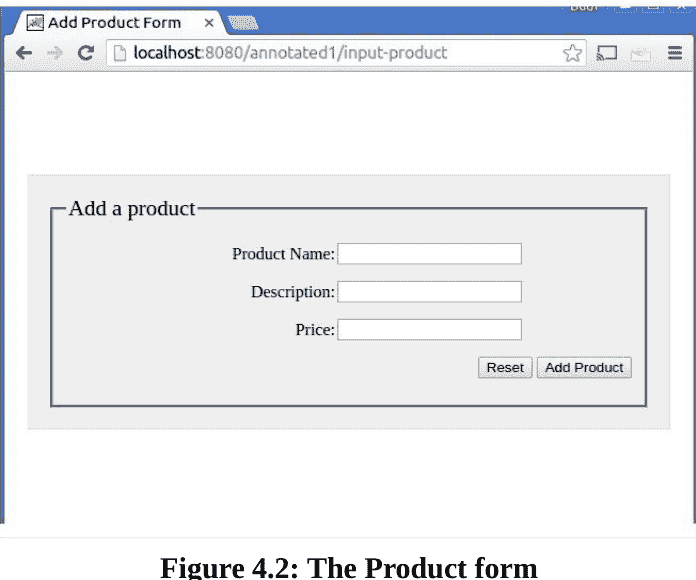 Add Product Form
localhost:8080/annotated1/input-product
Add a product
Product Name:
Description:
Price:
Reset
Add Product
Figure 4.2: The Product form